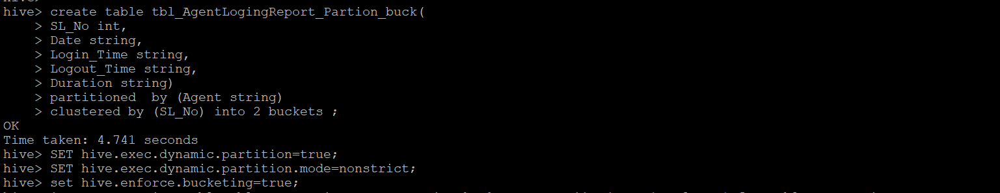 hive> create table tbl_AgentLogingReport_Partion_buck(
    > SL_No int,
    > Date string,
    > Login_Time string,
    > Logout_Time string,
    > Duration string)
    > partitioned  by (Agent string)
    > clustered by (SL_No) into 2 buckets ;
OK
Time taken: 4.741 seconds
hive> SET hive.exec.dynamic.partition=true;
hive> SET hive.exec.dynamic.partition.mode=nonstrict;
hive> set hive.enforce.bucketing=true;